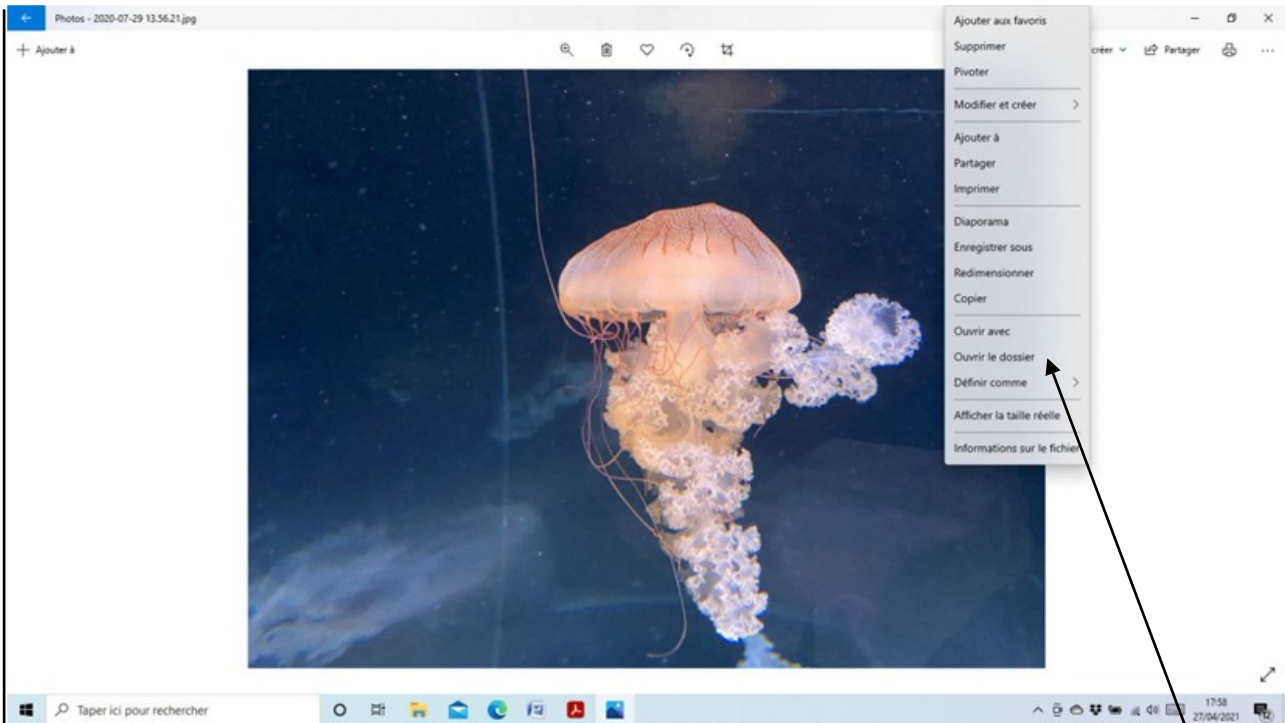 Photos - 2020-07-29 13.56.21.jpg
Ajouter à
créer
Partager
Ajouter aux favoris
Supprimer
Pivoter
Modifier et créer
Ajouter à
Partager
Imprimer
Diaporama
Enregistrer sous
Redimensionner
Copier
Ouvrir avec
Ouvrir le dossier
Définir comme
Afficher la taille réelle
Informations sur le fichier
Taper ici pour rechercher
17:58
27/04/2021